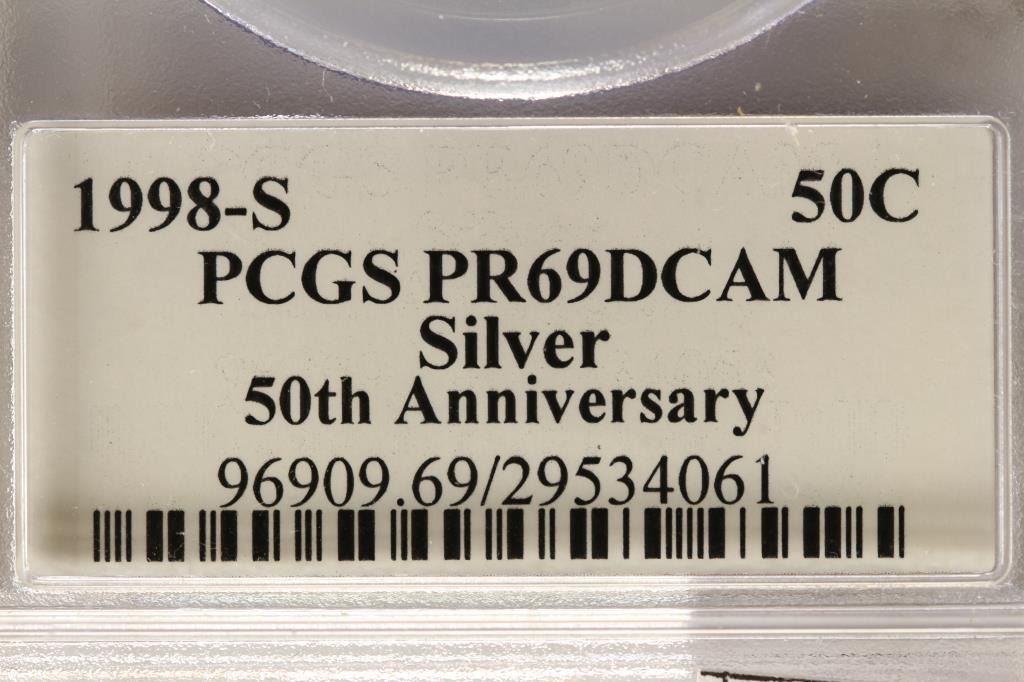 1998-S 50C
PCGS PR69DCAM
Silver
50th Anniversary
96909.69/29534061